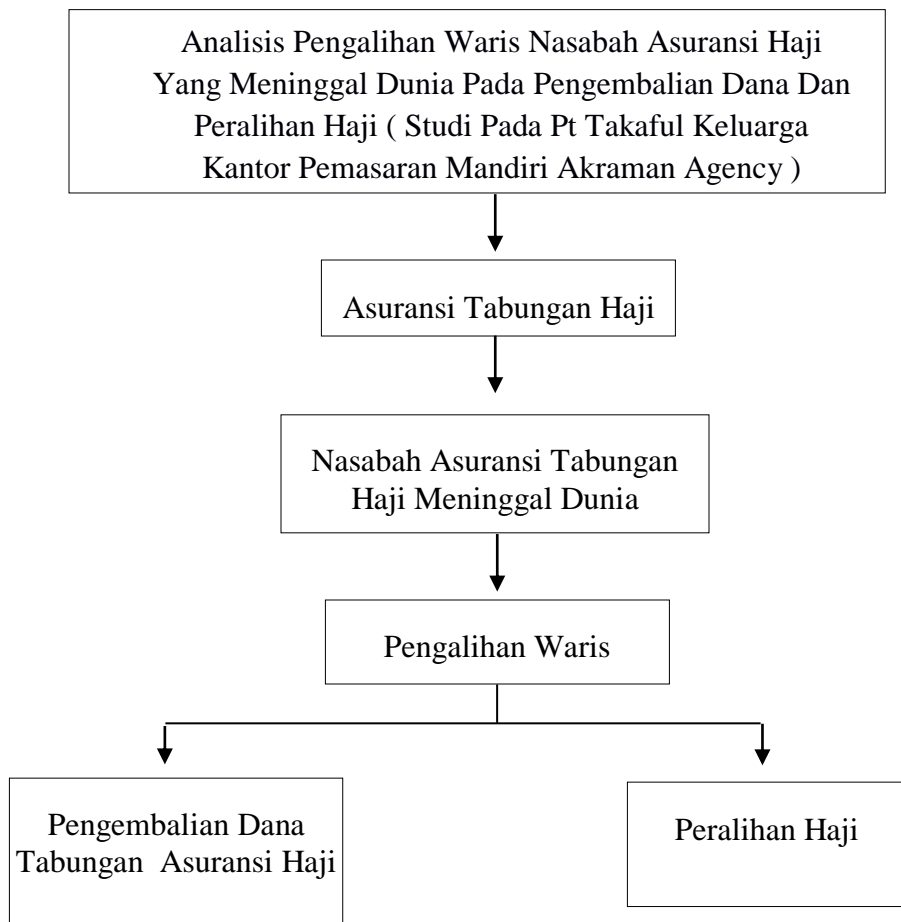 Analisis Pengalihan Waris Nasabah Asuransi Haji
Yang Meninggal Dunia Pada Pengembalian Dana Dan
Peralihan Haji ( Studi Pada Pt Takaful Keluarga
Kantor Pemasaran Mandiri Akraman Agency )
Asuransi Tabungan Haji
Nasabah Asuransi Tabungan
Haji Meninggal Dunia
Pengalihan Waris
Pengembalian Dana
Tabungan Asuransi Haji
Peralihan Haji